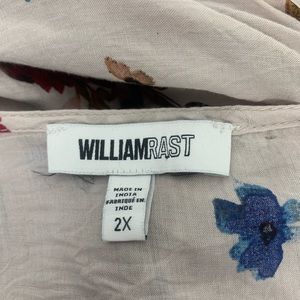 WILLIAMRAST
MADE IN
INDIA
FABRIQUÉ EN
INDE
2X